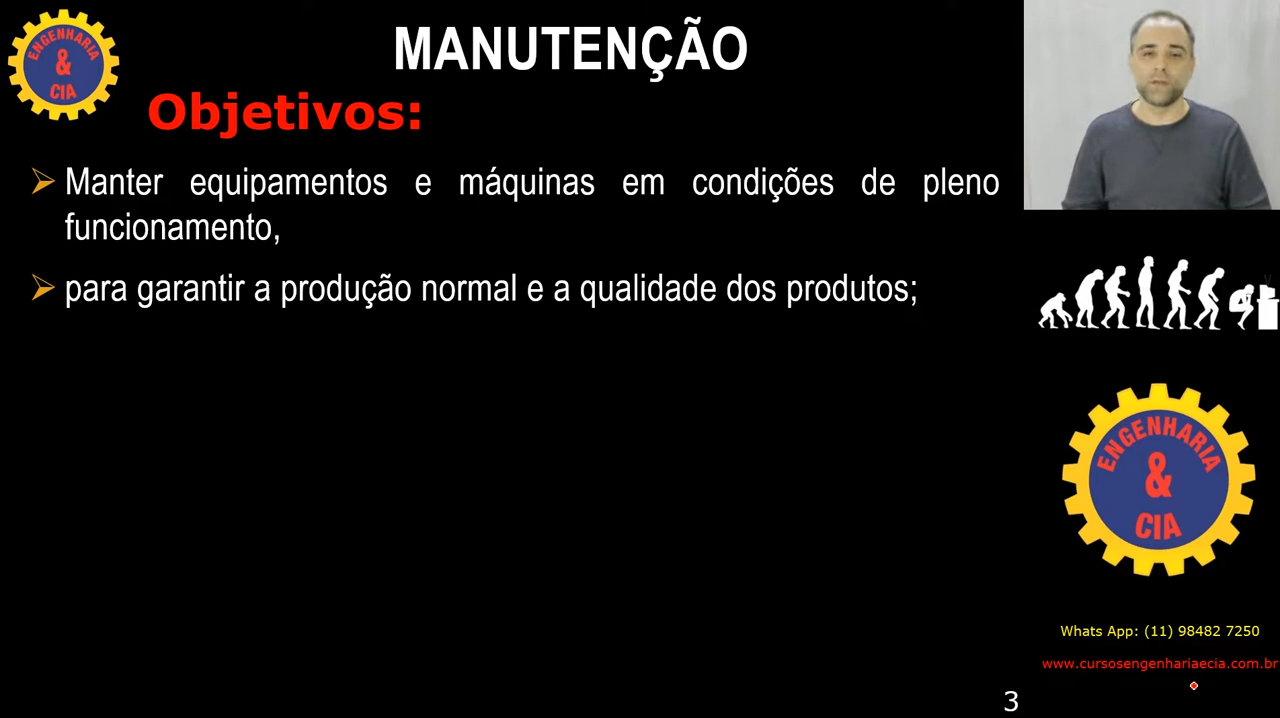 ENGENHARIA
&
CIA
MANUTENÇÃO
Objetivos:
Manter equipamentos e máquinas em condições de pleno
funcionamento,
para garantir a produção normal e a qualidade dos produtos;
ENGENHARIA
&
CIA
Whats App: (11) 98482 7250
www.cursosengenhariaecia.com.br
3